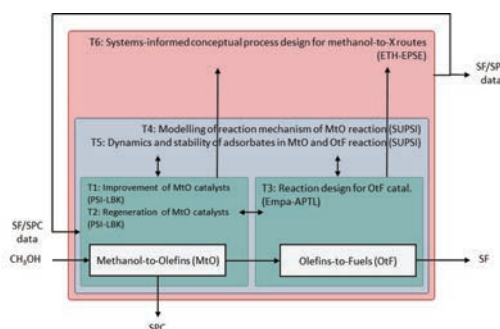 T6: Systems-informed conceptual process design for methanol-to-X routes
(ETH-EPSE)
SF/SPC
data
T4: Modelling of reaction mechanism of MtO reaction (SUPSI)
T5: Dynamics and stability of adsorbates in MtO and OtF reaction (SUPSI)
T1: Improvement of MtO catalysts
(PSI-LBK)
T2: Regeneration of MtO catalysts
(PSI-LBK)
T3: Reaction design for OtF catal.
(Empa-APTL)
SF/SPC
data
CH₃OH
Methanol-to-Olefins (MtO)
Olefins-to-Fuels (OtF)
SF
SPC